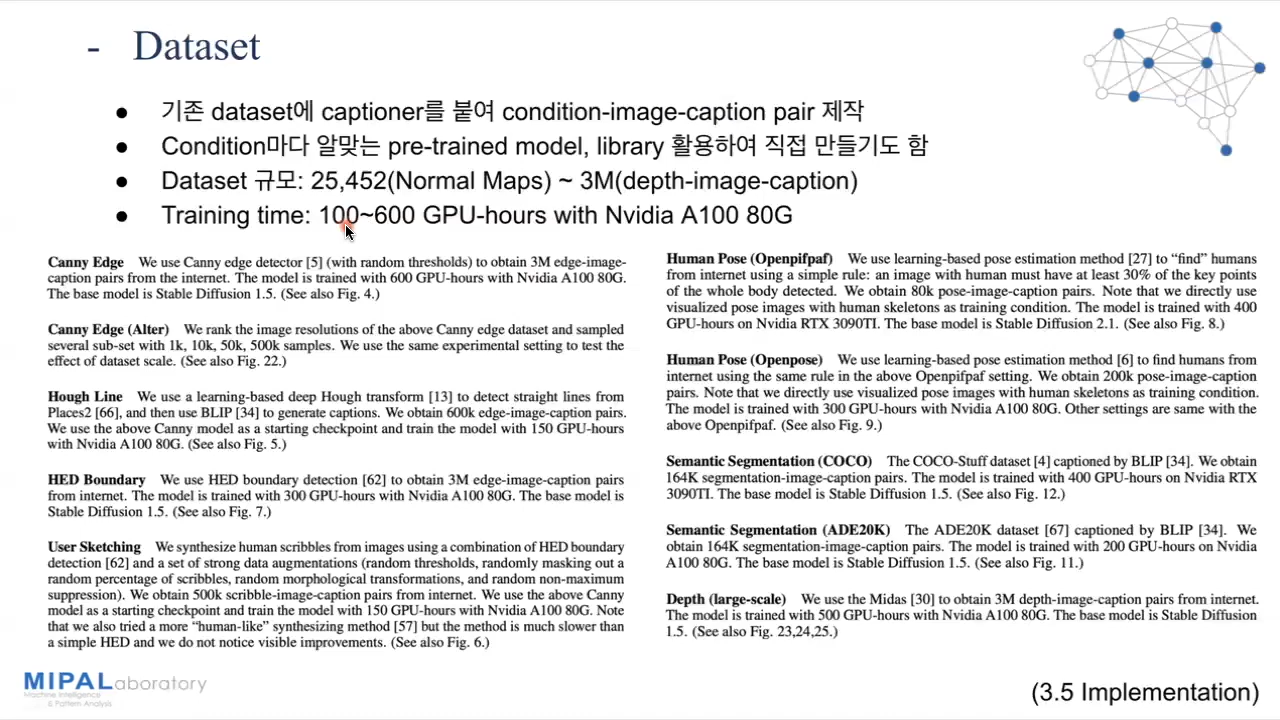 - Dataset
● 기존 dataset에 captioner를 붙여 condition-image-caption pair 제작
● Condition마다 알맞는 pre-trained model, library 활용하여 직접 만들기도 함
● Dataset 규모: 25,452(Normal Maps) ~ 3M(depth-image-caption)
● Training time: 100~600 GPU-hours with Nvidia A100 80G
Canny Edge We use Canny edge detector [5] (with random thresholds) to obtain 3M edge-image-
caption pairs from the internet. The model is trained with 600 GPU-hours with Nvidia A100 80G.
The base model is Stable Diffusion 1.5. (See also Fig. 4.)
Canny Edge (Alter) We rank the image resolutions of the above Canny edge dataset and sampled
several sub-set with 1k, 10k, 50k, 500k samples. We use the same experimental setting to test the
effect of dataset scale. (See also Fig. 22.)
Hough Line We use a learning-based deep Hough transform [13] to detect straight lines from
Places2 [66], and then use BLIP [34] to generate captions. We obtain 600k edge-image-caption pairs.
We use the above Canny model as a starting checkpoint and train the model with 150 GPU-hours
with Nvidia A100 80G. (See also Fig. 5.)
HED Boundary We use HED boundary detection [62] to obtain 3M edge-image-caption pairs
from internet. The model is trained with 300 GPU-hours with Nvidia A100 80G. The base model is
Stable Diffusion 1.5. (See also Fig. 7.)
User Sketching We synthesize human scribbles from images using a combination of HED boundary
detection [62] and a set of strong data augmentations (random thresholds, randomly masking out a
random percentage of scribbles, random morphological transformations, and random non-maximum
suppression). We obtain 500k scribble-image-caption pairs from internet. We use the above Canny
model as a starting checkpoint and train the model with 150 GPU-hours with Nvidia A100 80G. Note
that we also tried a more “human-like” synthesizing method [57] but the method is much slower than
a simple HED and we do not notice visible improvements. (See also Fig. 6.)
Human Pose (Openpifpaf) We use learning-based pose estimation method [27] to “find” humans
from internet using a simple rule: an image with human must have at least 30% of the key points
of the whole body detected. We obtain 80k pose-image-caption pairs. Note that we directly use
visualized pose images with human skeletons as training condition. The model is trained with 400
GPU-hours on Nvidia RTX 3090TI. The base model is Stable Diffusion 2.1. (See also Fig. 8.)
Human Pose (Openpose) We use learning-based pose estimation method [6] to find humans from
internet using the same rule in the above Openpifpaf setting. We obtain 200k pose-image-caption
pairs. Note that we directly use visualized pose images with human skeletons as training condition.
The model is trained with 300 GPU-hours with Nvidia A100 80G. Other settings are same with the
above Openpifpaf. (See also Fig. 9.)
Semantic Segmentation (COCO) The COCO-Stuff dataset [4] captioned by BLIP [34]. We obtain
164K segmentation-image-caption pairs. The model is trained with 400 GPU-hours on Nvidia RTX
3090TI. The base model is Stable Diffusion 1.5. (See also Fig. 12.)
Semantic Segmentation (ADE20K) The ADE20K dataset [67] captioned by BLIP [34]. We
obtain 164K segmentation-image-caption pairs. The model is trained with 200 GPU-hours on Nvidia
A100 80G. The base model is Stable Diffusion 1.5. (See also Fig. 11.)
Depth (large-scale) We use the Midas [30] to obtain 3M depth-image-caption pairs from internet.
The model is trained with 500 GPU-hours with Nvidia A100 80G. The base model is Stable Diffusion
1.5. (See also Fig. 23,24,25.)
MIPALaboratory
Machine Intelligence
& Pattern Analysis
(3.5 Implementation)